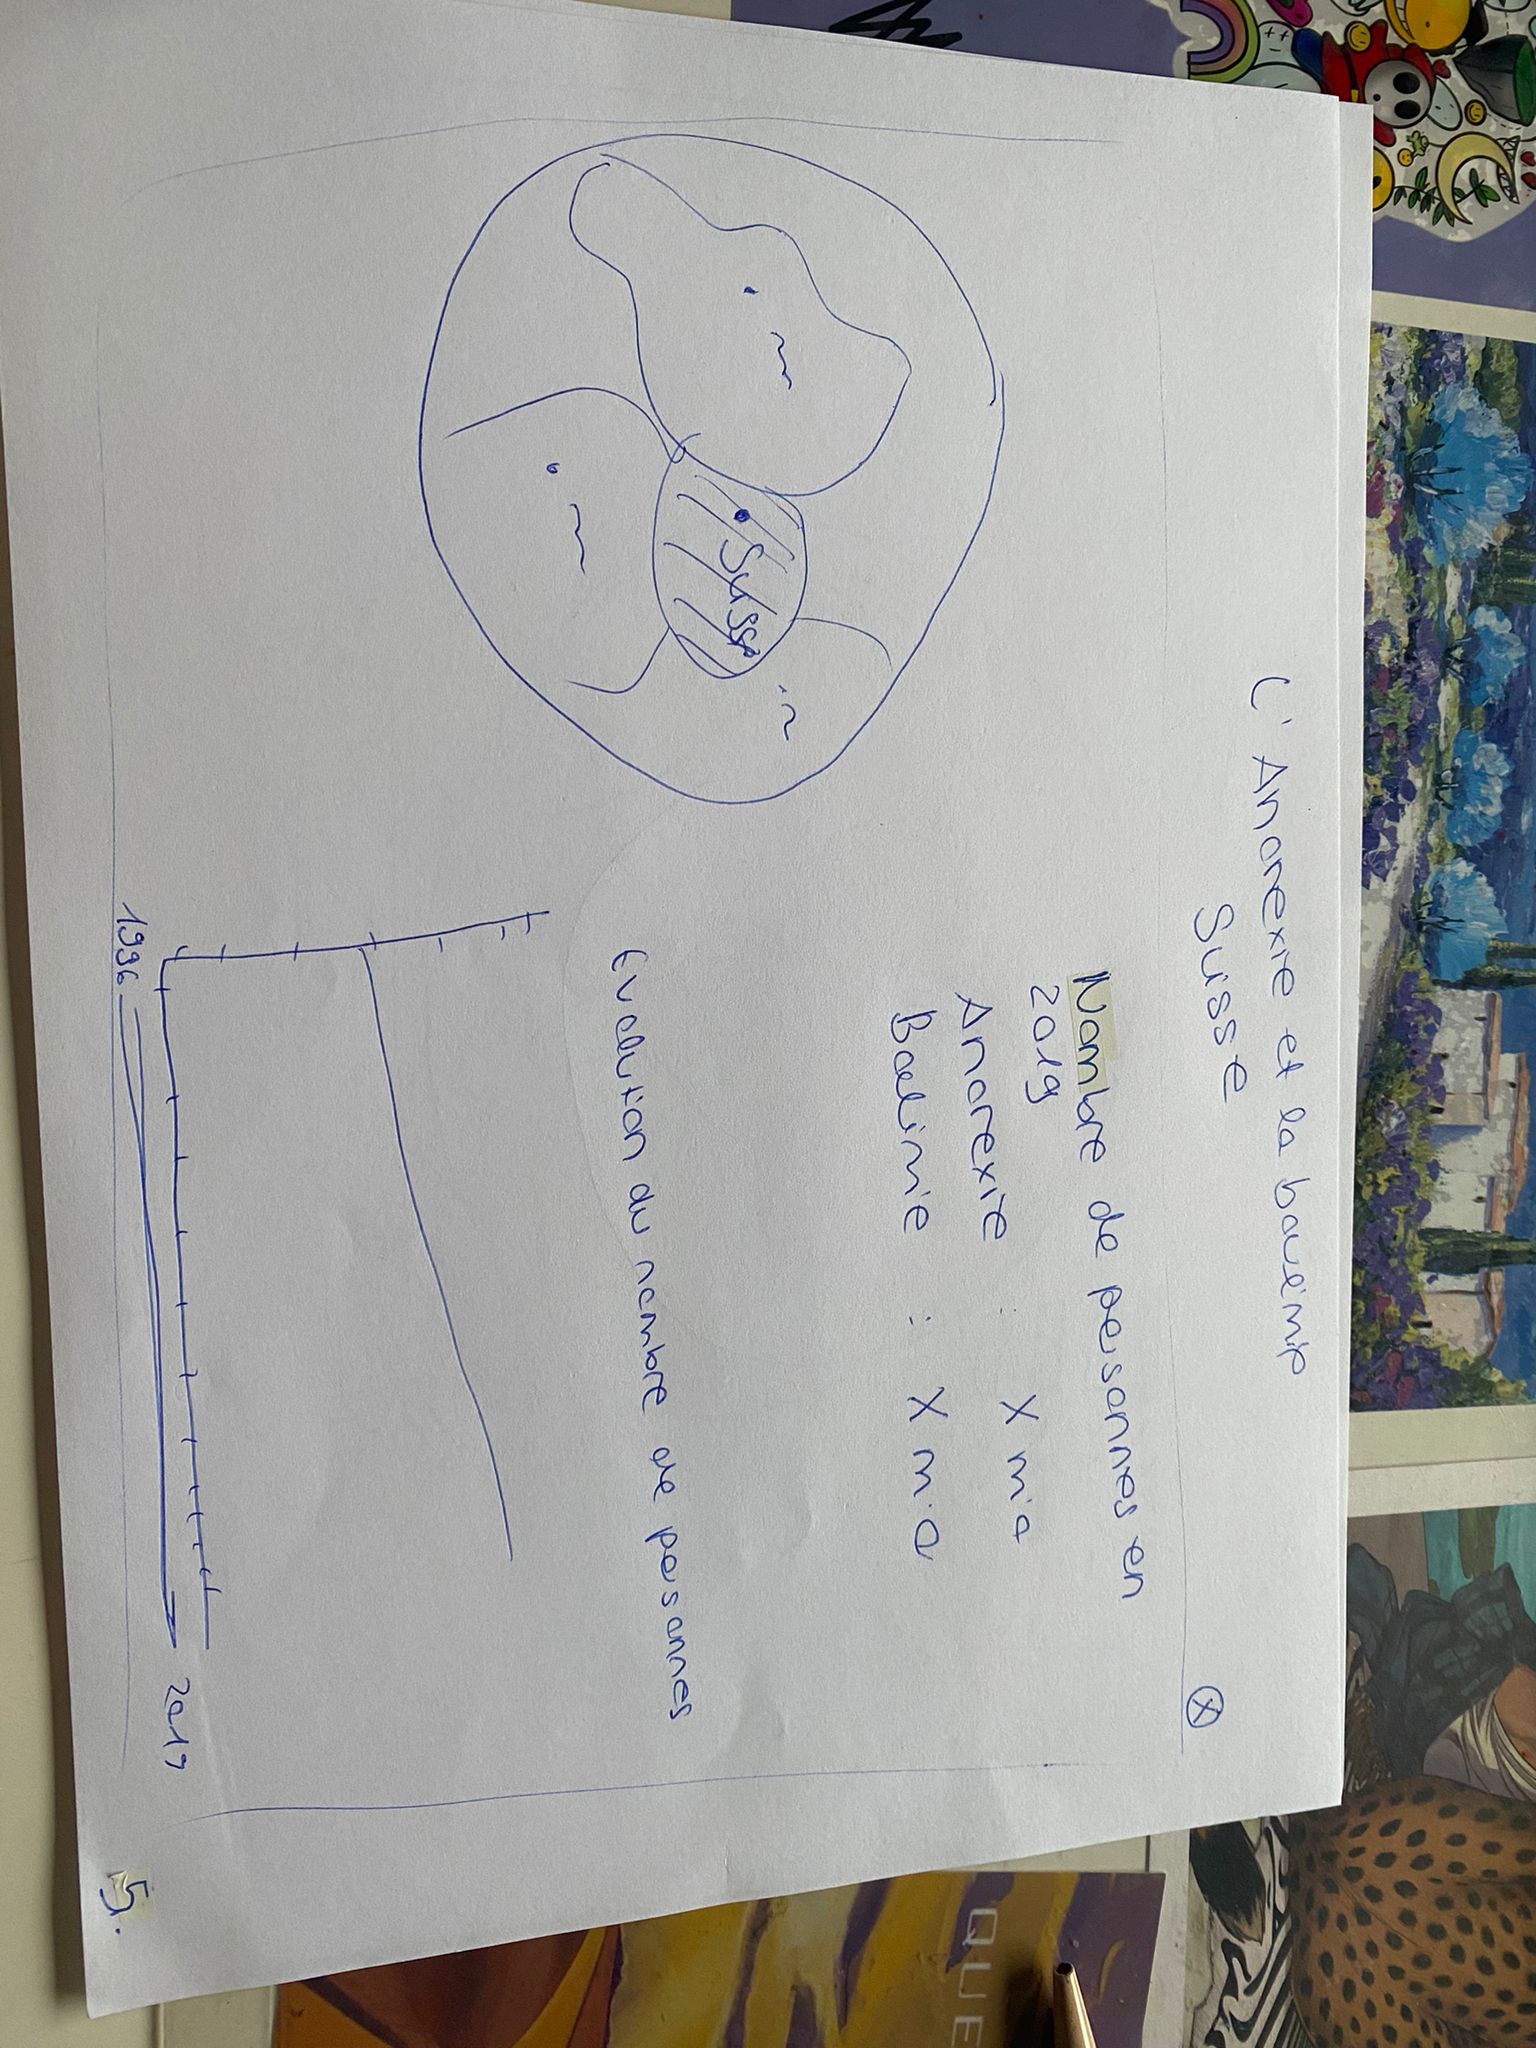 L'Anorexie et la boulimie
Suisse
X
Nombre de personnes en
2019
Anorexie : X mio
Boulimie : X mio
Suisse
Evolution du nombre de personnes
1996
2019
5.
QUE